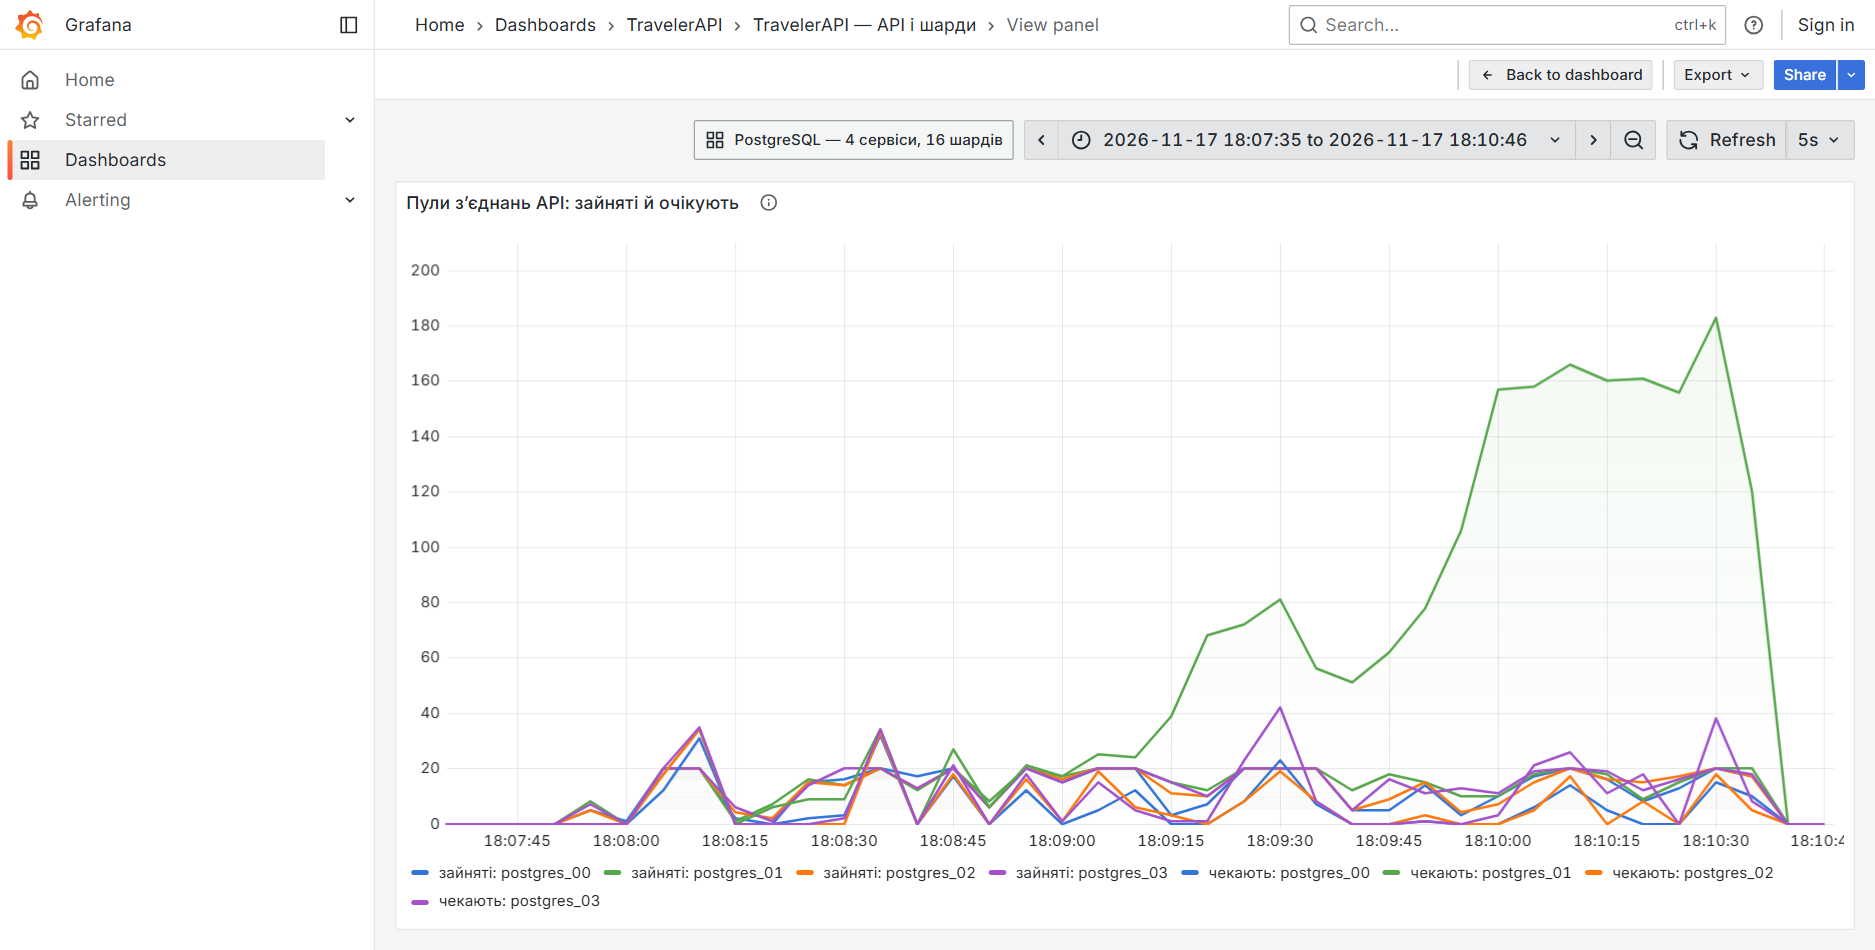 Grafana
Home › Dashboards › TravelerAPI › TravelerAPI — API і шарди › View panel
Search...
ctrl+k
Sign in
Home
Starred
Dashboards
Alerting
Back to dashboard
Export
Share
PostgreSQL — 4 сервіси, 16 шардів
2026-11-17 18:07:35 to 2026-11-17 18:10:46
Refresh
5s
Пули з’єднань API: зайняті й очікують
200
180
160
140
120
100
80
60
40
20
0
18:07:45 18:08:00 18:08:15 18:08:30 18:08:45 18:09:00 18:09:15 18:09:30 18:09:45 18:10:00 18:10:15 18:10:30 18:10:4
зайняті: postgres_00 зайняті: postgres_01 зайняті: postgres_02 зайняті: postgres_03 чекають: postgres_00 чекають: postgres_01 чекають: postgres_02
чекають: postgres_03